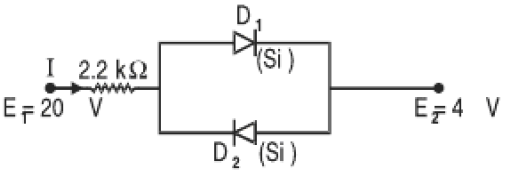 D₁
I
2.2 kΩ
(Si)
E₁=20 V
E₂=4 V
D₂ (Si)